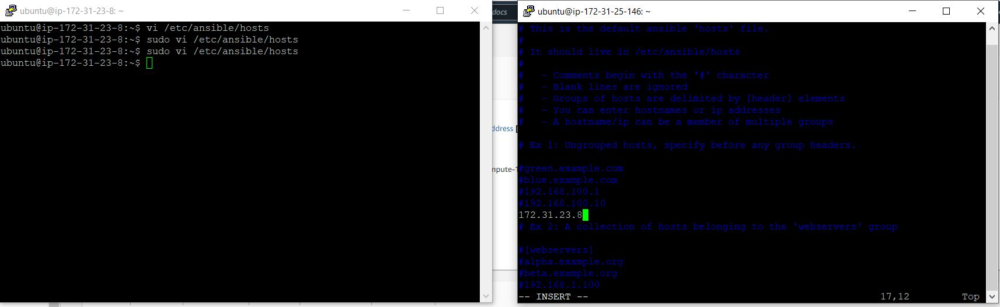 ubuntu@ip-172-31-23-8: ~
ubuntu@ip-172-31-23-8:~$ vi /etc/ansible/hosts
ubuntu@ip-172-31-23-8:~$ sudo vi /etc/ansible/hosts
ubuntu@ip-172-31-23-8:~$ sudo vi /etc/ansible/hosts
ubuntu@ip-172-31-23-8:~$
docs
ddress [
mpute-1
ubuntu@ip-172-31-25-146: ~
# This is the default ansible 'hosts' file.
#
# It should live in /etc/ansible/hosts
#
#   - Comments begin with the '#' character
#   - Blank lines are ignored
#   - Groups of hosts are delimited by [header] elements
#   - You can enter hostnames or ip addresses
#   - A hostname/ip can be a member of multiple groups
# Ex 1: Ungrouped hosts, specify before any group headers.
#green.example.com
#blue.example.com
#192.168.100.1
#192.168.100.10
172.31.23.8
# Ex 2: A collection of hosts belonging to the 'webservers' group
#[webservers]
#alpha.example.org
#beta.example.org
#192.168.1.100
-- INSERT -- 17,12 Top